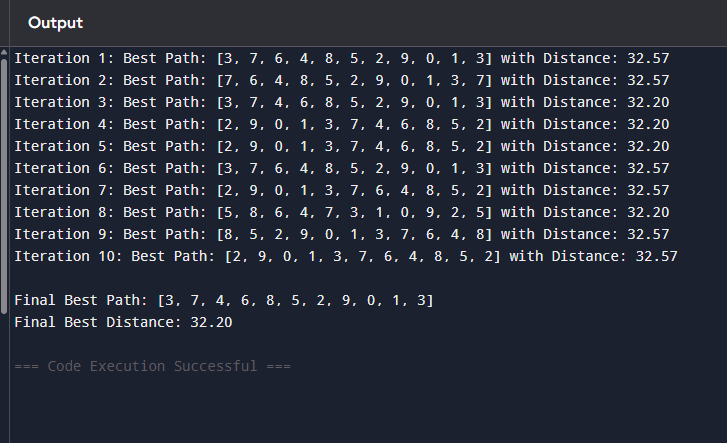 Output
Iteration 1: Best Path: [3, 7, 6, 4, 8, 5, 2, 9, 0, 1, 3] with Distance: 32.57
Iteration 2: Best Path: [7, 6, 4, 8, 5, 2, 9, 0, 1, 3, 7] with Distance: 32.57
Iteration 3: Best Path: [3, 7, 4, 6, 8, 5, 2, 9, 0, 1, 3] with Distance: 32.20
Iteration 4: Best Path: [2, 9, 0, 1, 3, 7, 4, 6, 8, 5, 2] with Distance: 32.20
Iteration 5: Best Path: [2, 9, 0, 1, 3, 7, 4, 6, 8, 5, 2] with Distance: 32.20
Iteration 6: Best Path: [3, 7, 6, 4, 8, 5, 2, 9, 0, 1, 3] with Distance: 32.57
Iteration 7: Best Path: [2, 9, 0, 1, 3, 7, 6, 4, 8, 5, 2] with Distance: 32.57
Iteration 8: Best Path: [5, 8, 6, 4, 7, 3, 1, 0, 9, 2, 5] with Distance: 32.20
Iteration 9: Best Path: [8, 5, 2, 9, 0, 1, 3, 7, 6, 4, 8] with Distance: 32.57
Iteration 10: Best Path: [2, 9, 0, 1, 3, 7, 6, 4, 8, 5, 2] with Distance: 32.57
Final Best Path: [3, 7, 4, 6, 8, 5, 2, 9, 0, 1, 3]
Final Best Distance: 32.20
=== Code Execution Successful ===